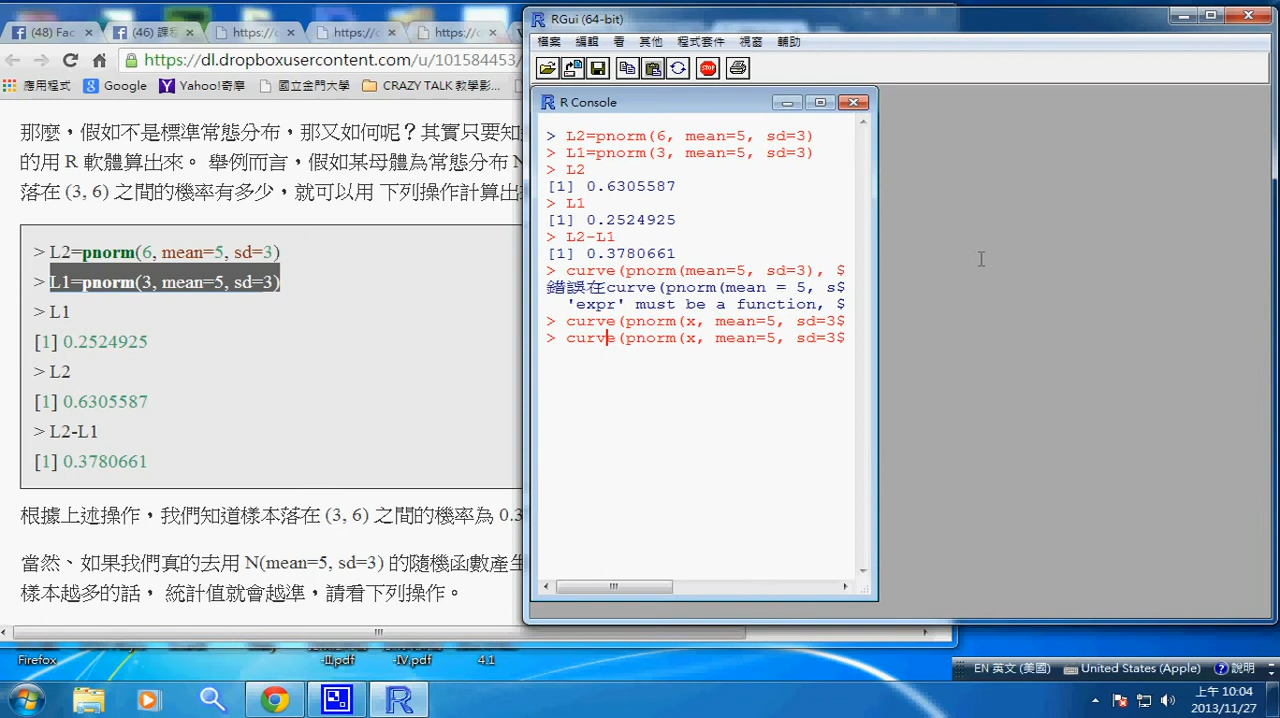 (48) Fac
(46) 課程
https://c
https://c
https://c
https://dl.dropboxusercontent.com/u/101584453/
應用程式
Google
Yahoo!奇摩
國立金門大學
CRAZY TALK 教學影...
那麼，假如不是標準常態分布，那又如何呢？其實只要知
的用 R 軟體算出來。 舉例而言，假如某母體為常態分布 N
落在 (3, 6) 之間的機率有多少，就可以用 下列操作計算出
> L2=pnorm(6, mean=5, sd=3)
> L1=pnorm(3, mean=5, sd=3)
> L1
[1] 0.2524925
> L2
[1] 0.6305587
> L2-L1
[1] 0.3780661
根據上述操作，我們知道樣本落在 (3, 6) 之間的機率為 0.3
當然、如果我們真的去用 N(mean=5, sd=3) 的隨機函數產生
樣本越多的話， 統計值就會越準，請看下列操作。
RGui (64-bit)
檔案 編輯 看 其他 程式套件 視窗 輔助
STOP
R Console
> L2=pnorm(6, mean=5, sd=3)
> L1=pnorm(3, mean=5, sd=3)
> L2
[1] 0.6305587
> L1
[1] 0.2524925
> L2-L1
[1] 0.3780661
> curve(pnorm(mean=5, sd=3), $
錯誤在curve(pnorm(mean = 5, s$
'expr' must be a function, $
> curve(pnorm(x, mean=5, sd=3$
> curve(pnorm(x, mean=5, sd=3$
Firefox
-II.pdf
-IV.pdf
4.1
EN 英文 (美國)
United States (Apple)
說明
上午 10:04
2013/11/27